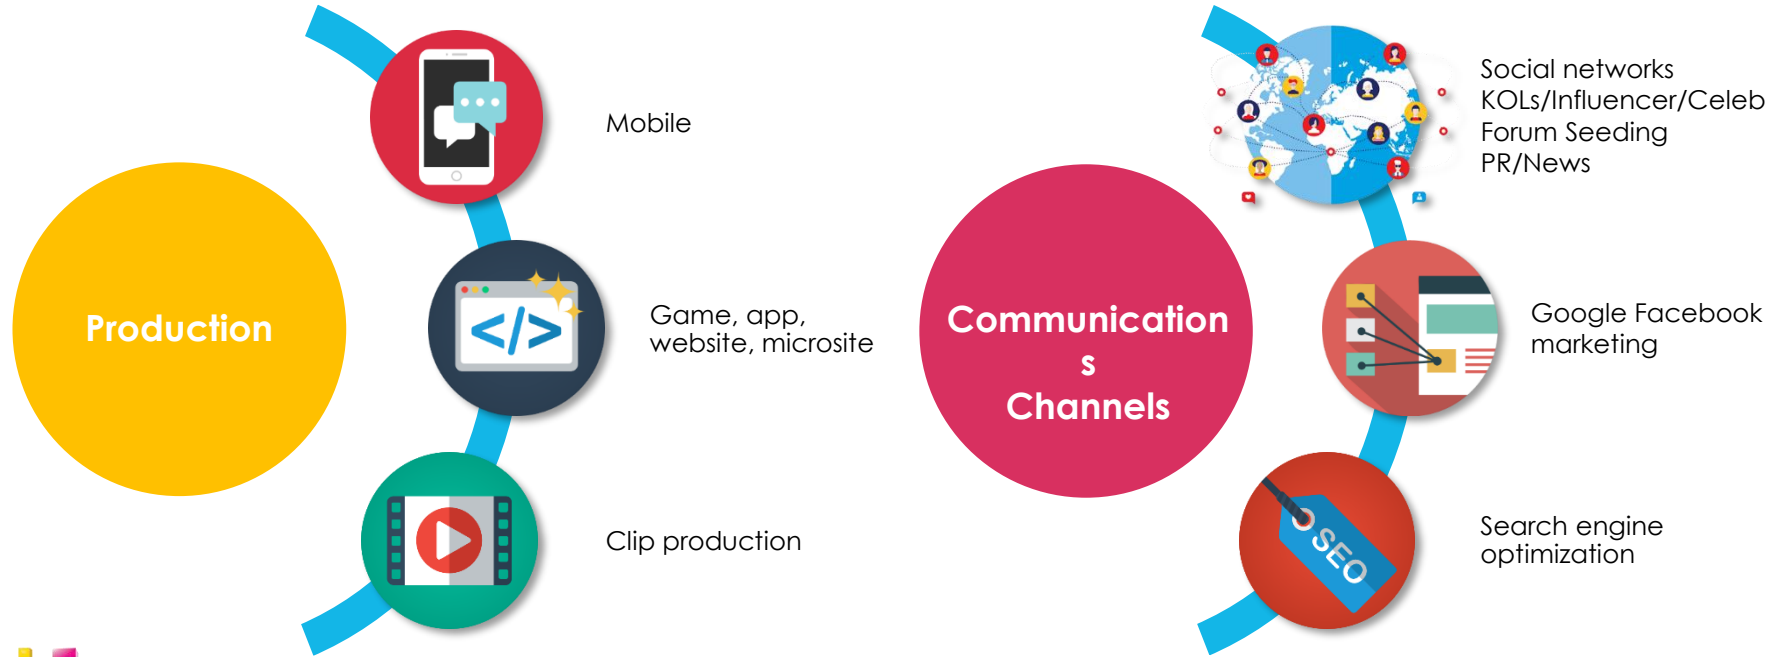 Production
Mobile
Game, app,
website, microsite
</>
Clip production
Communication
s
Channels
Social networks
KOLs/Influencer/Celeb
Forum Seeding
PR/News
Google Facebook
marketing
SEO
Search engine
optimization